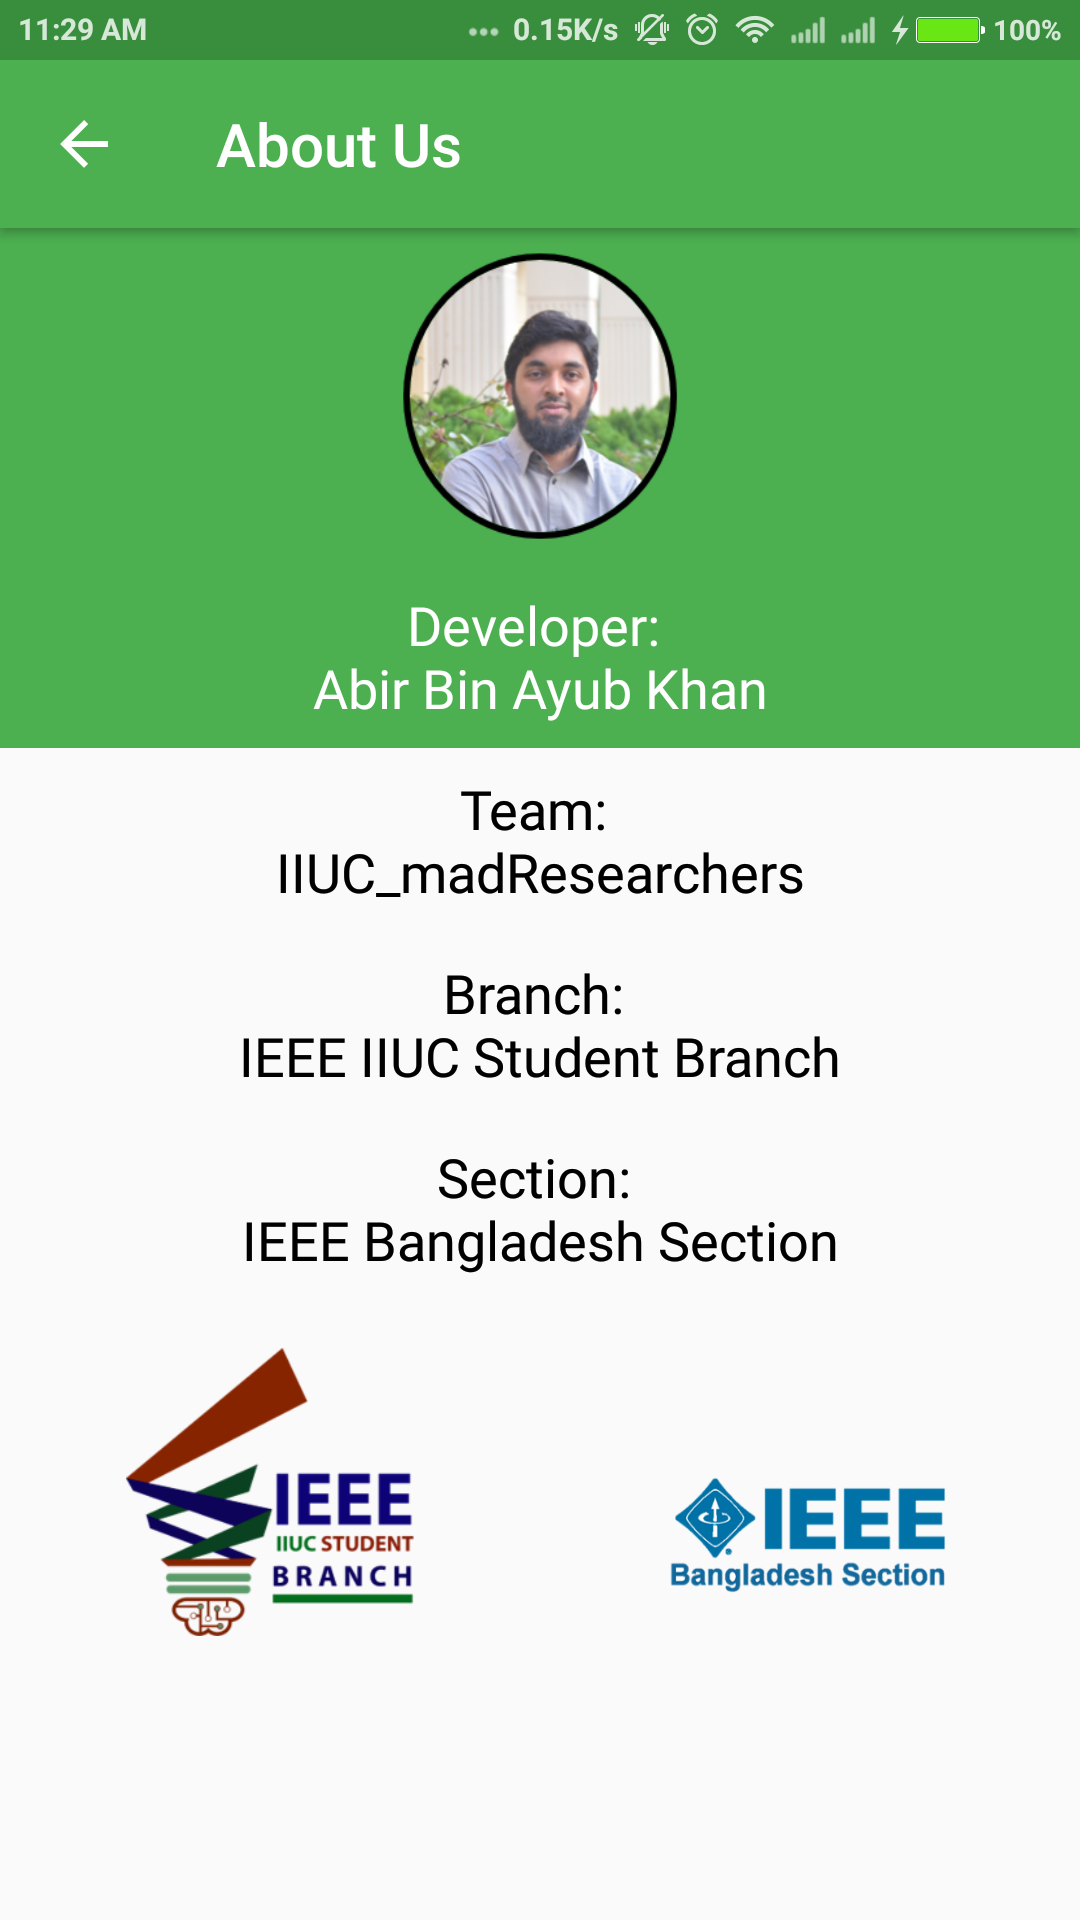 11:29 AM ... 0.15K/s 100%
About Us
Developer:
Abir Bin Ayub Khan
Team:
IIUC_madResearchers
Branch:
IEEE IIUC Student Branch
Section:
IEEE Bangladesh Section
IEEE
IIUC STUDENT
BRANCH
IEEE
Bangladesh Section